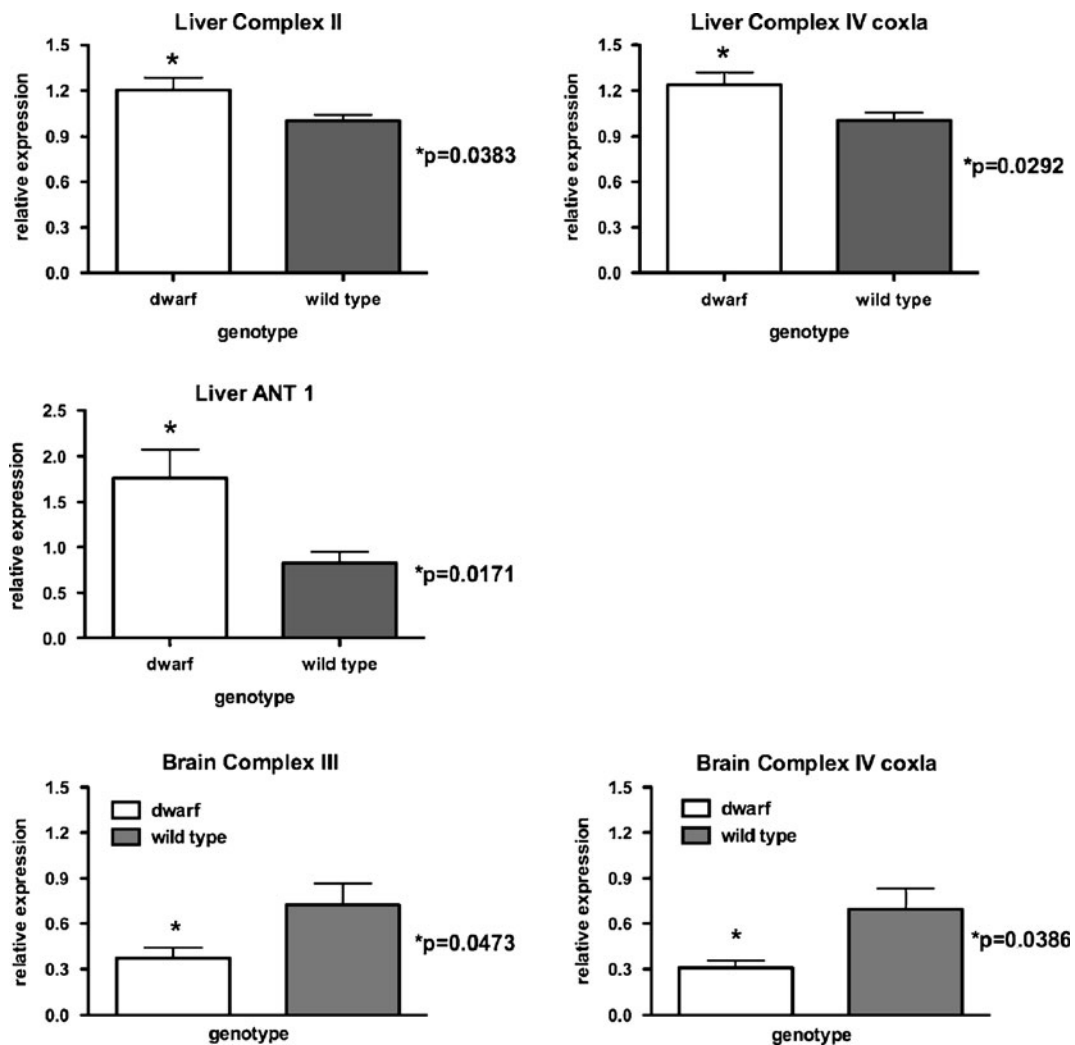 Liver Complex II
relative expression
1.5
1.2
0.9
0.6
0.3
0.0
*
*p=0.0383
dwarf
wild type
genotype
Liver Complex IV coxIa
relative expression
1.5
1.2
0.9
0.6
0.3
0.0
*
*p=0.0292
dwarf
wild type
genotype
Liver ANT 1
relative expression
2.5
2.0
1.5
1.0
0.5
0.0
*
*p=0.0171
dwarf
wild type
genotype
Brain Complex III
relative expression
1.5
1.2
0.9
0.6
0.3
0.0
dwarf
wild type
*
*p=0.0473
genotype
Brain Complex IV coxIa
relative expression
1.5
1.2
0.9
0.6
0.3
0.0
dwarf
wild type
*
*p=0.0386
genotype